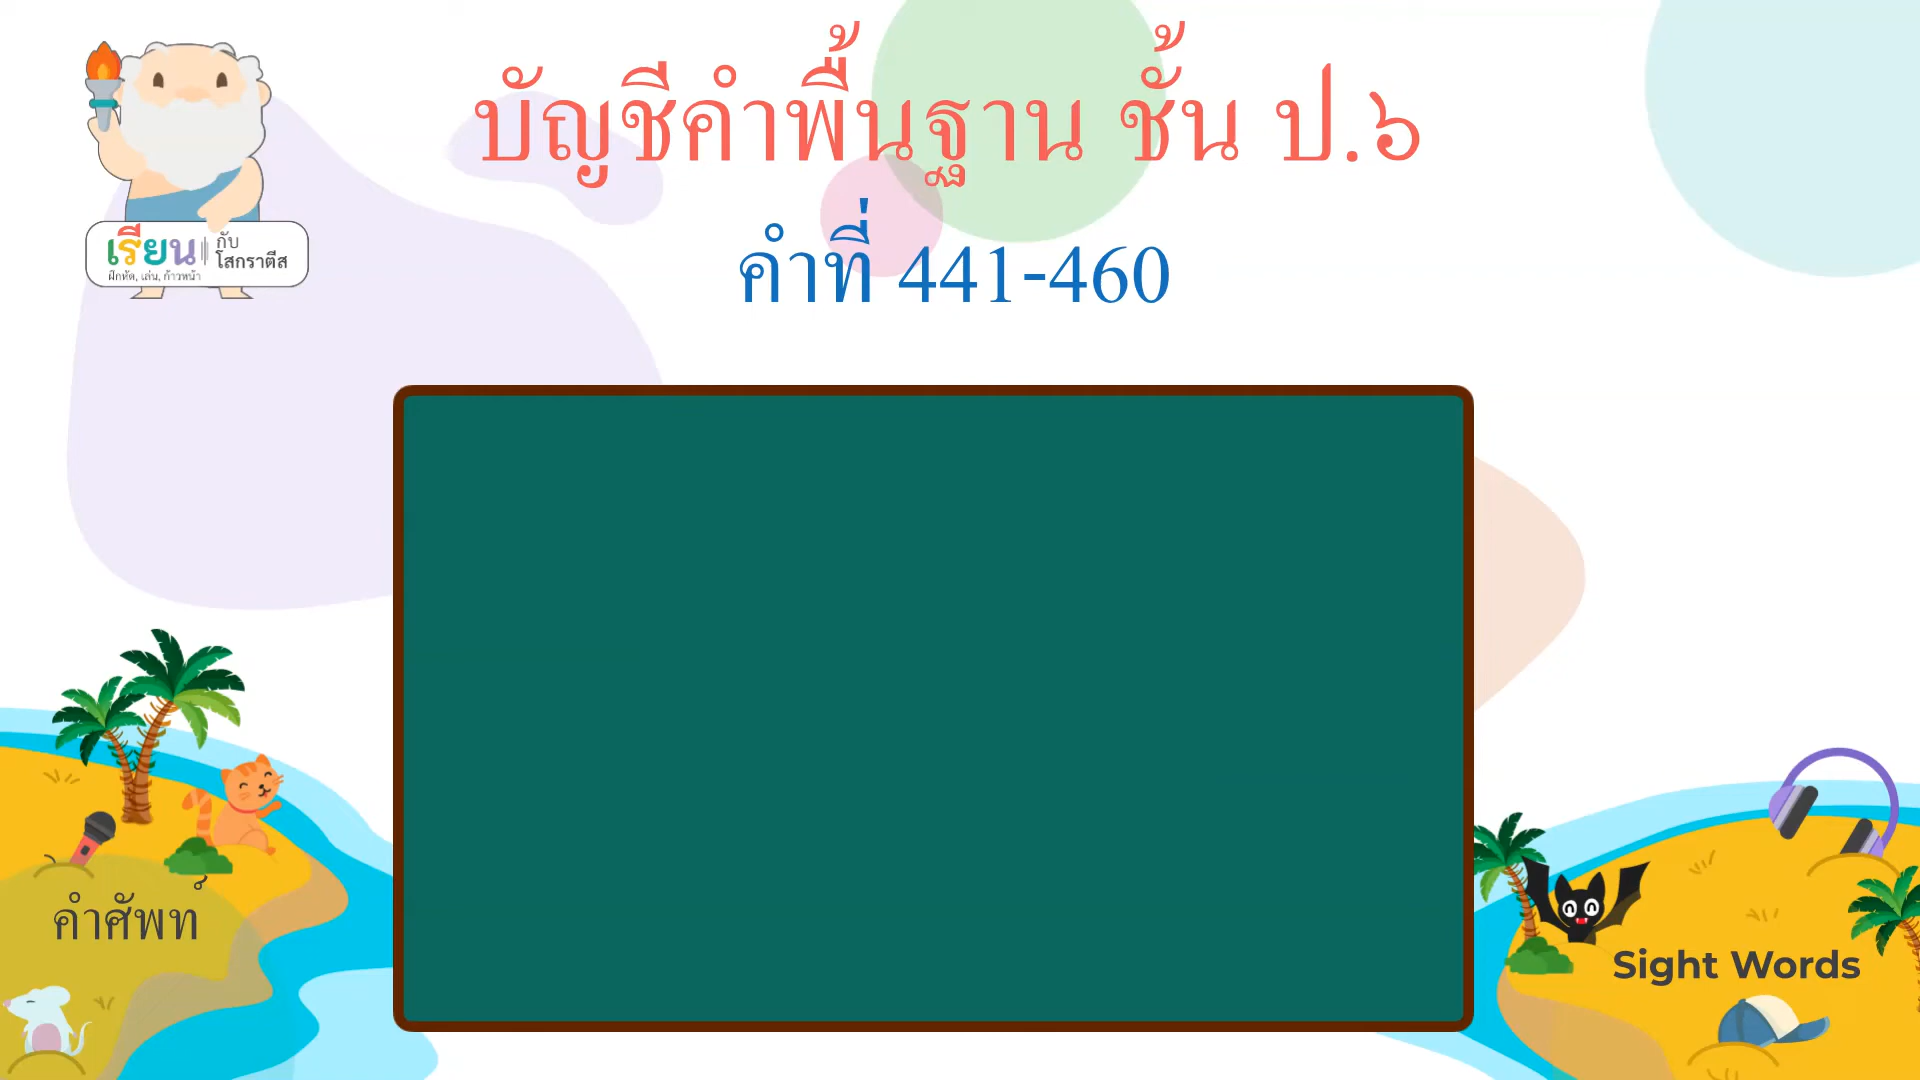 บัญชีคำพื้นฐาน ชั้น ป.๖
คำที่ 441-460
เรียน กับ
โสกราตีส
ฝึกหัด, เล่น, ก้าวหน้า
คำศัพท์
Sight Words